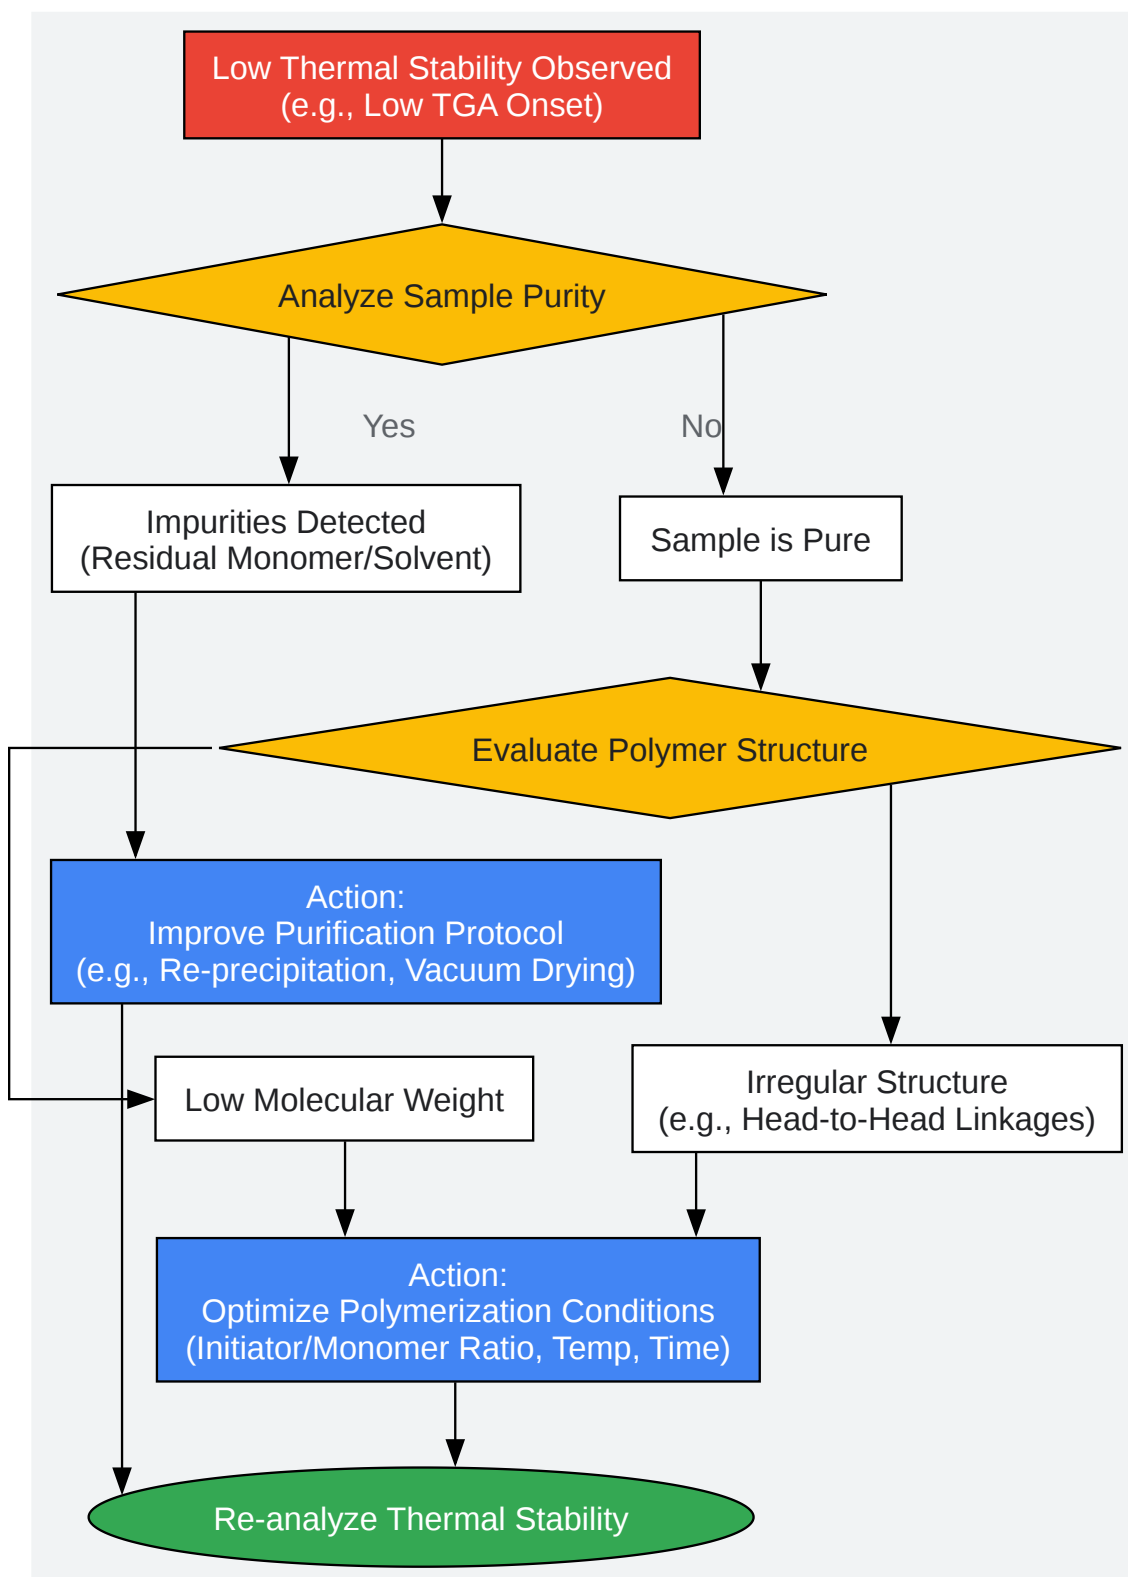 Low Thermal Stability Observed
(e.g., Low TGA Onset)
Analyze Sample Purity
Yes
No
Impurities Detected
(Residual Monomer/Solvent)
Sample is Pure
Evaluate Polymer Structure
Action:
Improve Purification Protocol
(e.g., Re-precipitation, Vacuum Drying)
Low Molecular Weight
Irregular Structure
(e.g., Head-to-Head Linkages)
Action:
Optimize Polymerization Conditions
(Initiator/Monomer Ratio, Temp, Time)
Re-analyze Thermal Stability